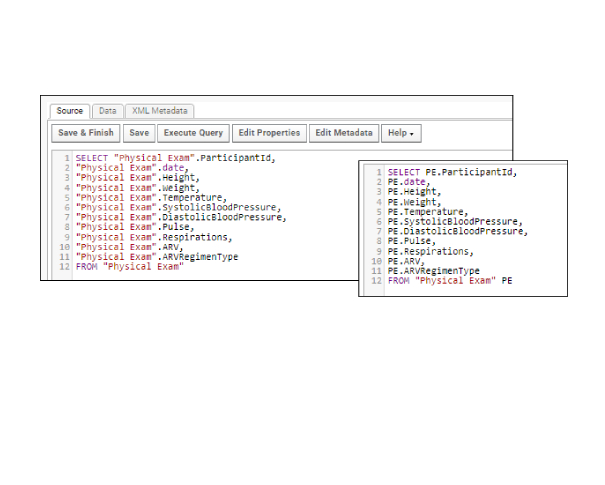 Source Data XML Metadata
Save & Finish Save Execute Query Edit Properties Edit Metadata Help
1 SELECT "Physical Exam".ParticipantId,
2 "Physical Exam".date,
3 "Physical Exam".Height,
4 "Physical Exam".Weight,
5 "Physical Exam".Temperature,
6 "Physical Exam".SystolicBloodPressure,
7 "Physical Exam".DiastolicBloodPressure,
8 "Physical Exam".Pulse,
9 "Physical Exam".Respirations,
10 "Physical Exam".ARV,
11 "Physical Exam".ARVRegimenType
12 FROM "Physical Exam"
1 SELECT PE.ParticipantId,
2 PE.date,
3 PE.Height,
4 PE.Weight,
5 PE.Temperature,
6 PE.SystolicBloodPressure,
7 PE.DiastolicBloodPressure,
8 PE.Pulse,
9 PE.Respirations,
10 PE.ARV,
11 PE.ARVRegimenType
12 FROM "Physical Exam" PE